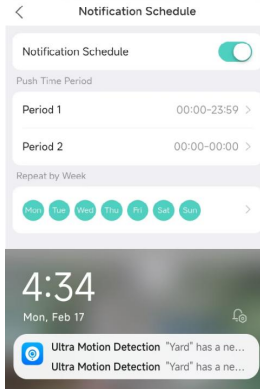 Notification Schedule
Notification Schedule
Push Time Period
Period 1 00:00-23:59
Period 2 00:00-00:00
Repeat by Week
Mon Tue Wed Thu Fri Sat Sun
4:34
Mon, Feb 17
Ultra Motion Detection "Yard" has a ne...
Ultra Motion Detection "Yard" has a ne...